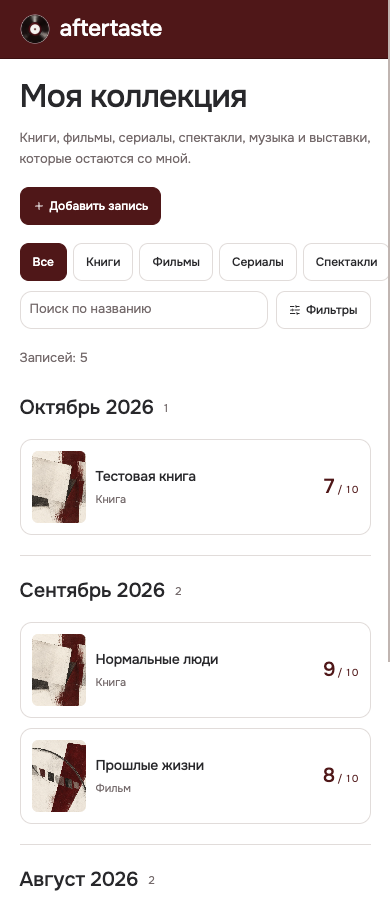 aftertaste
Моя коллекция
Книги, фильмы, сериалы, спектакли, музыка и выставки,
которые остаются со мной.
+ Добавить запись
Все Книги Фильмы Сериалы Спектакли
Поиск по названию Фильтры
Записей: 5
Октябрь 2026 1
Тестовая книга
Книга
7 / 10
Сентябрь 2026 2
Нормальные люди
Книга
9 / 10
Прошлые жизни
Фильм
8 / 10
Август 2026 2